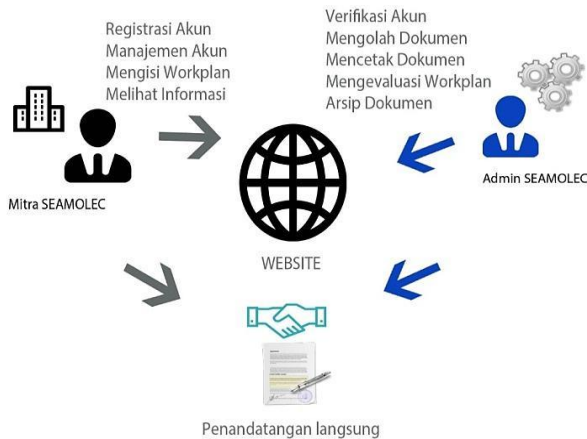 Registrasi Akun
Manajemen Akun
Mengisi Workplan
Melihat Informasi
Verifikasi Akun
Mengolah Dokumen
Mencetak Dokumen
Mengevaluasi Workplan
Arsip Dokumen
Mitra SEAMOLEC
Admin SEAMOLEC
WEBSITE
Penandatangan langsung